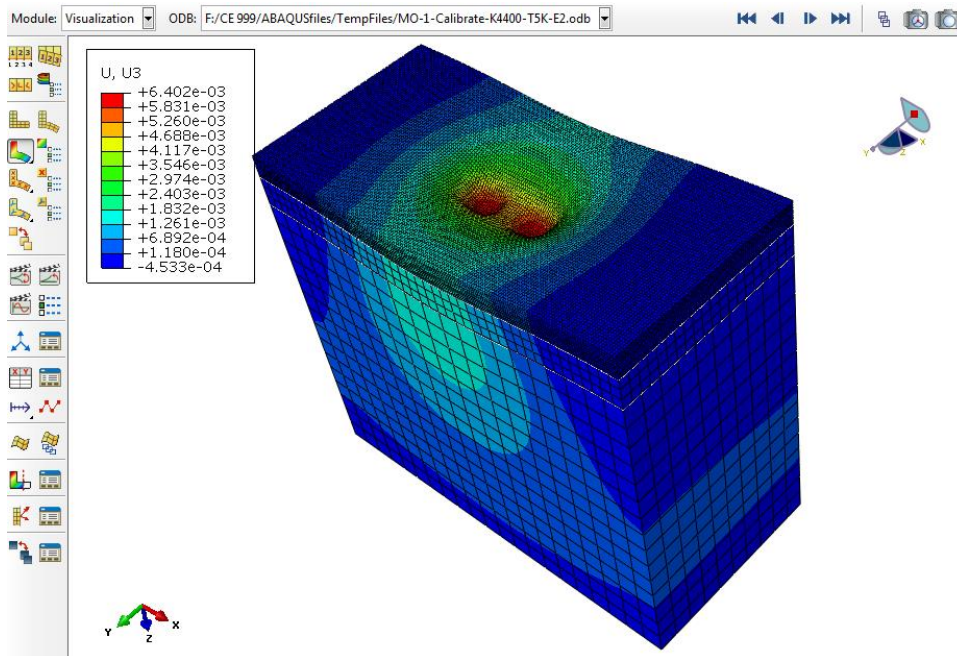 Module: Visualization ODB: F:/CE 999/ABAQUSfiles/TempFiles/MO-1-Calibrate-K4400-T5K-E2.odb
U, U3
+6.402e-03
+5.831e-03
+5.260e-03
+4.688e-03
+4.117e-03
+3.546e-03
+2.974e-03
+2.403e-03
+1.832e-03
+1.261e-03
+6.892e-04
+1.180e-04
-4.533e-04
Y
Z
X
Y
Z
X